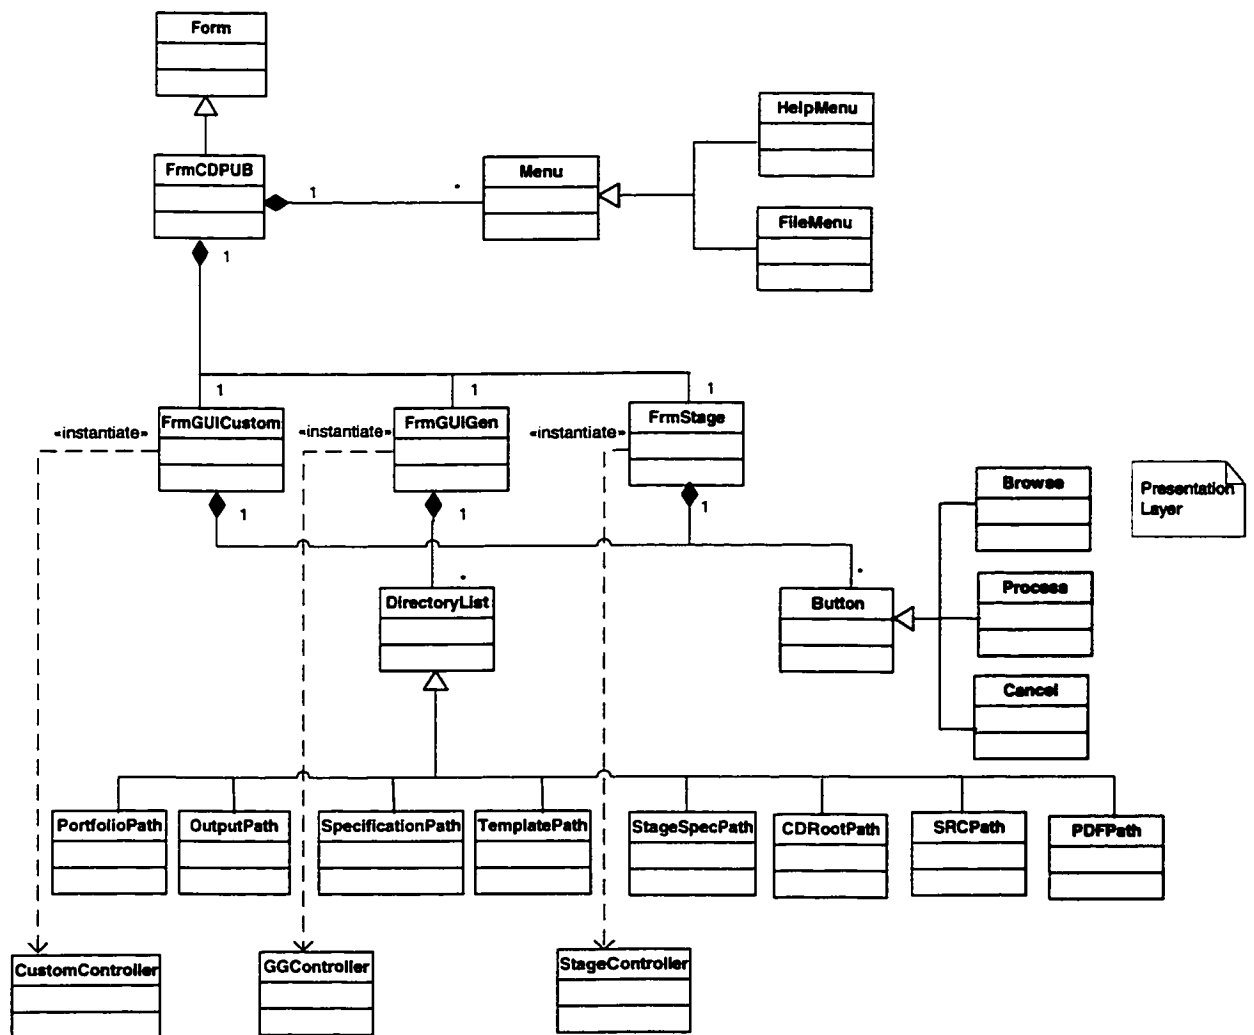 Form
HelpMenu
FrmCDPUB
Menu
1
*
FileMenu
1
1
1
1
FrmGUICustom
FrmGUIGen
FrmStage
«instantiate»
«instantiate»
«instantiate»
Browse
Presentation
Layer
1
1
1
*
*
DirectoryList
Button
Process
Cancel
PortfolioPath
OutputPath
SpecificationPath
TemplatePath
StageSpecPath
CDRootPath
SRCPath
PDFPath
CustomController
GGController
StageController